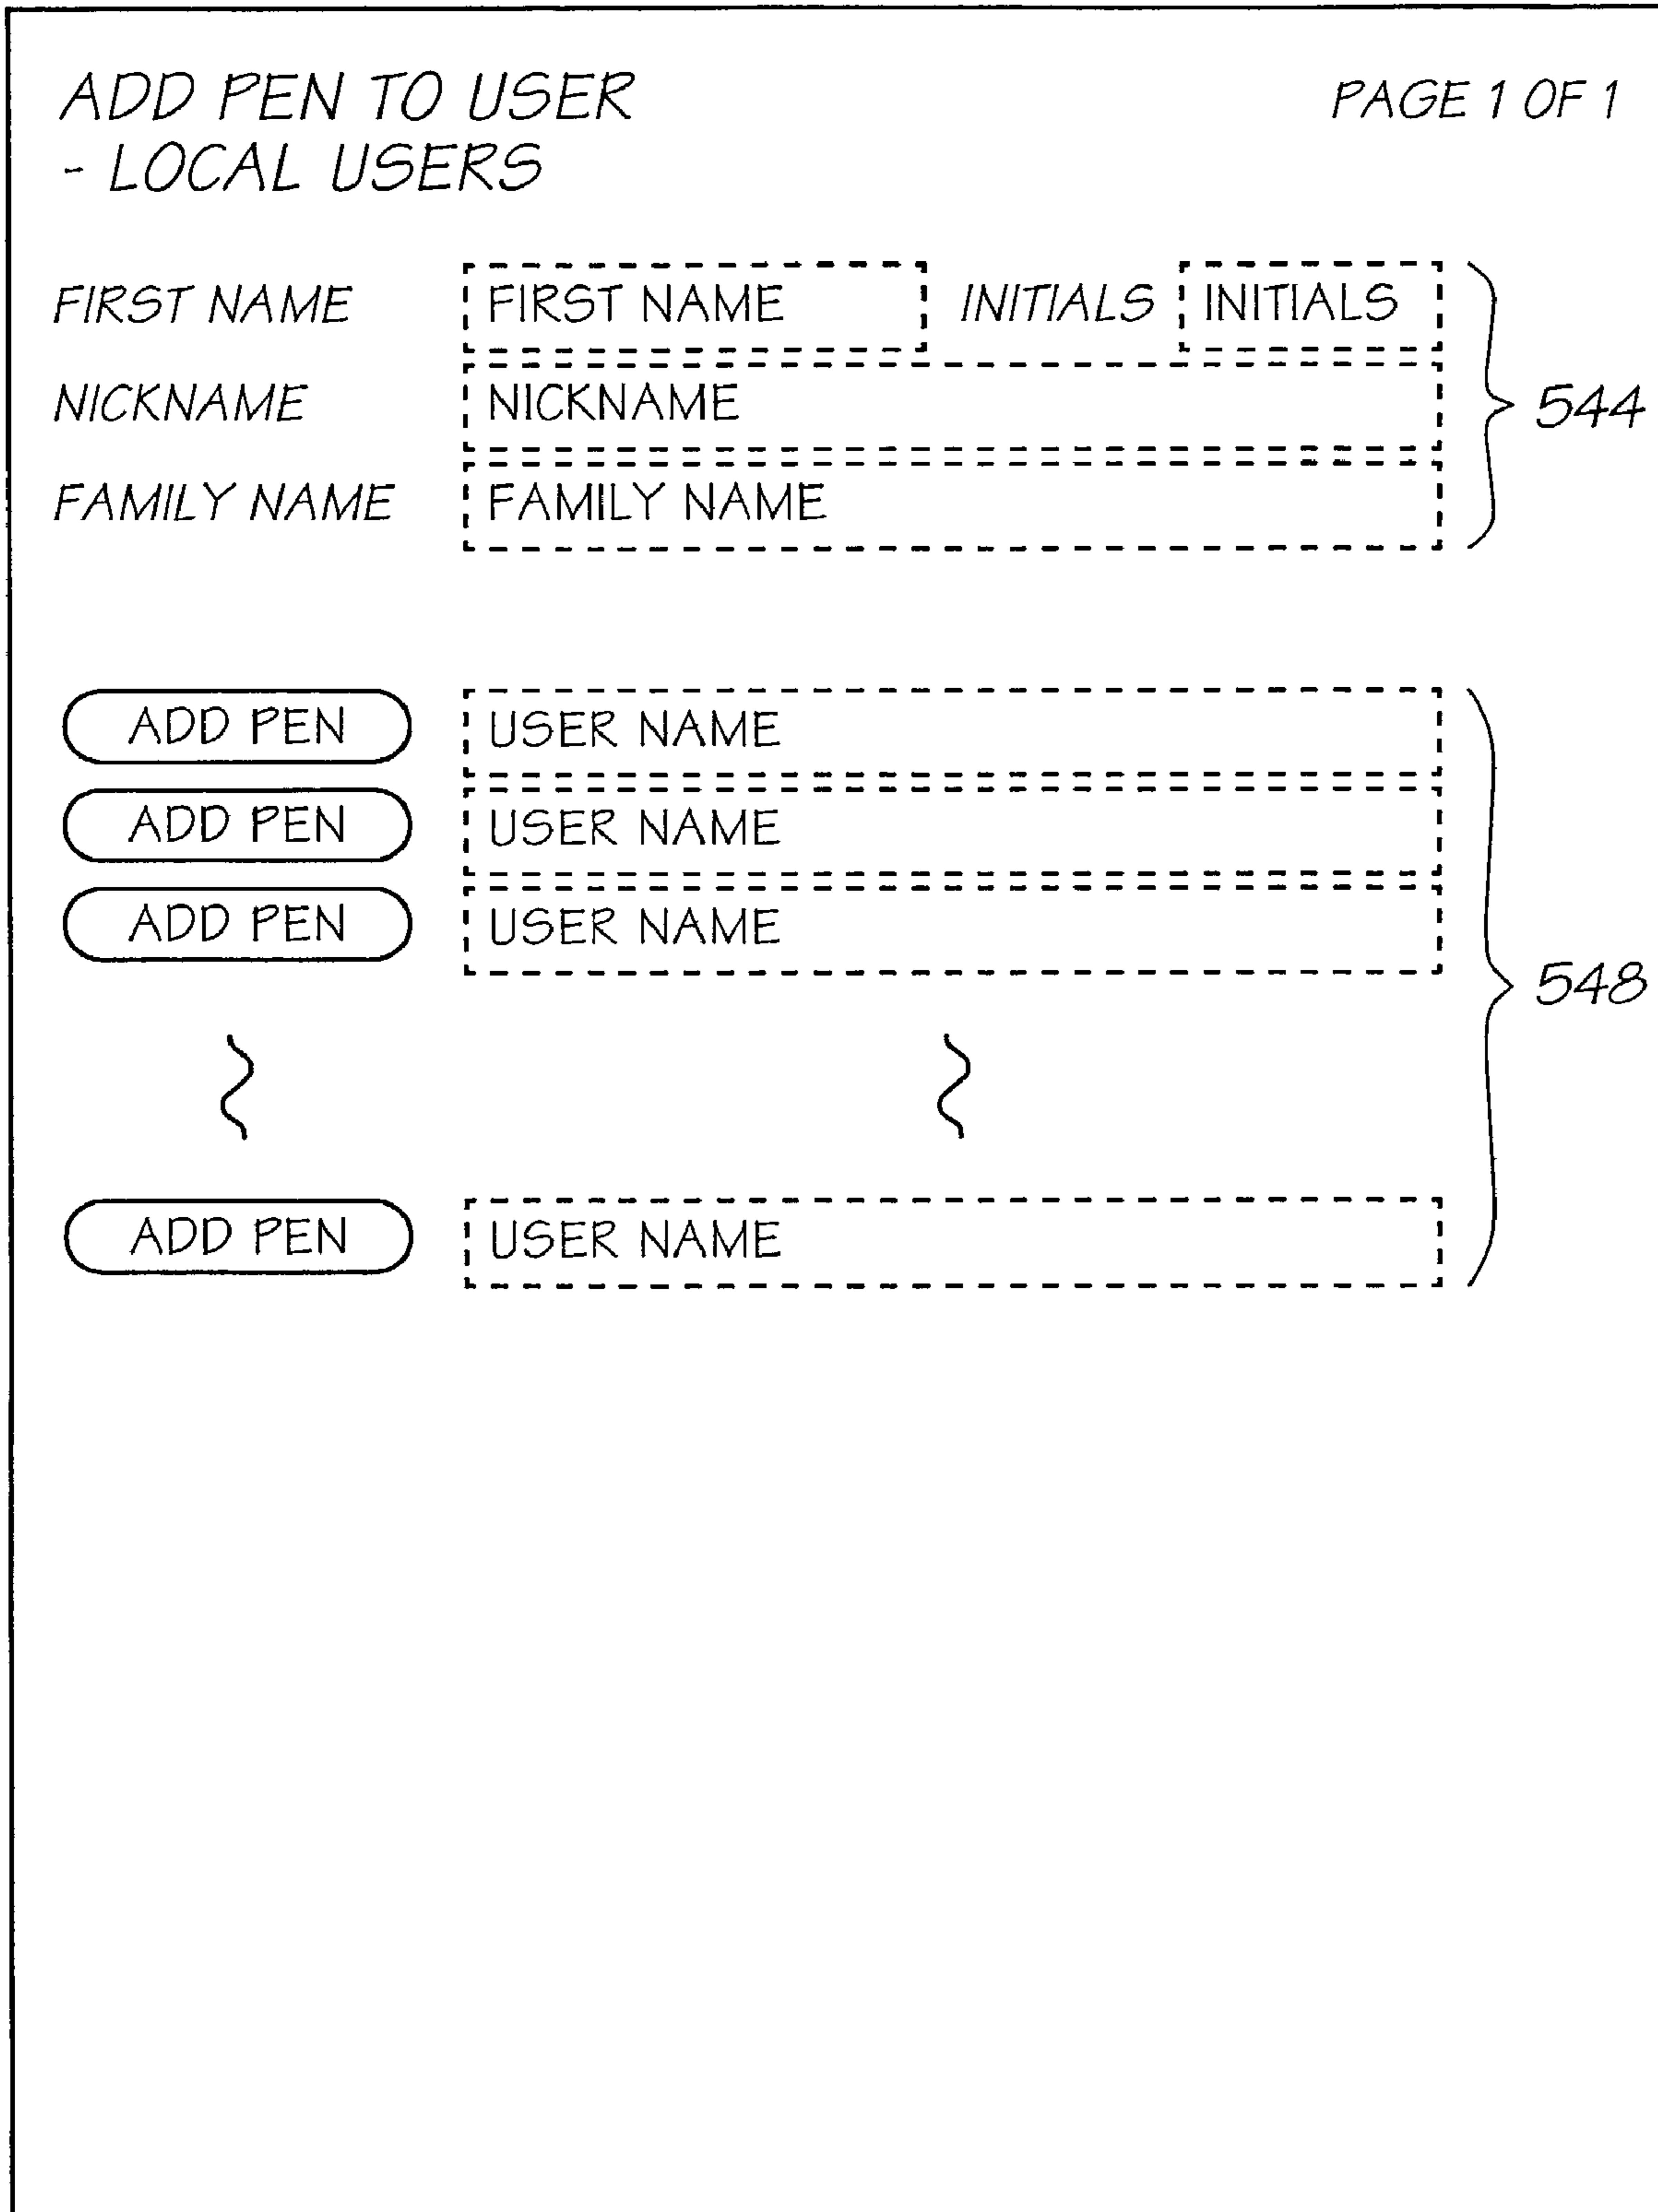 ADD PEN TO USER PAGE 1 OF 1
- LOCAL USERS
FIRST NAME FIRST NAME INITIALS INITIALS
NICKNAME NICKNAME 544
FAMILY NAME FAMILY NAME
ADD PEN USER NAME
ADD PEN USER NAME
ADD PEN USER NAME
548
ADD PEN USER NAME